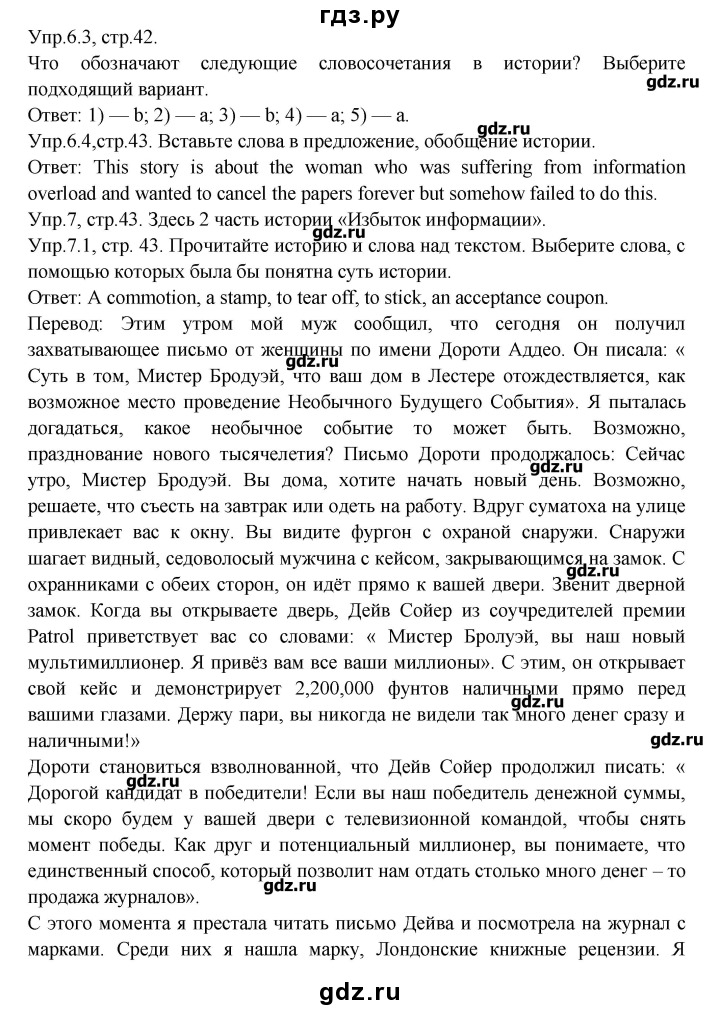 гдз.ру
Упр.6.3, стр.42.
Что обозначают следующие словосочетания в истории? Выберите
gdz.ru
подходящий вариант.
Ответ: 1) — b; 2) — a; 3) — b; 4) — a; 5) — a.
gdz.ru
Упр.6.4,стр.43. Вставьте слова в предложение, обобщение истории.
Ответ: This story is about the woman who was suffering from information
overload and wanted to cancel the papers forever but somehow failed to do this.
Упр.7, стр.43. Здесь 2 часть истории «Избыток информации».
gdz.ru
Упр.7.1, стр. 43. Прочитайте историю и слова над текстом. Выберите слова, с
помощью которых была бы понятна суть истории.
Ответ: A commotion, a stamp, to tear off, to stick, an acceptance coupon.
Перевод: Этим утром мой муж сообщил, что сегодня он получил
захватывающее письмо от женщины по имени Дороти Аддео. Он писала: «
gdz.ru
Суть в том, Мистер Бродуэй, что ваш дом в Лестере отождествляется, как
возможное место проведение Необычного Будущего События». Я пыталась
догадаться, какое необычное событие то может быть. Возможно,
празднование нового тысячелетия? Письмо Дороти продолжалось: Сейчас
gdz.ru
утро, Мистер Бродуэй. Вы дома, хотите начать новый день. Возможно,
решаете, что съесть на завтрак или одеть на работу. Вдруг суматоха на улице
привлекает вас к окну. Вы видите фургон с охраной снаружи. Снаружи
шагает видный, седоволосый мужчина с кейсом, закрывающимся на замок. С
gdz.ru
охранниками с обеих сторон, он идёт прямо к вашей двери. Звенит дверной
замок. Когда вы открываете дверь, Дейв Сойер из соучредителей премии
Patrol приветствует вас со словами: « Мистер Бролуэй, вы наш новый
мультимиллионер. Я привёз вам все ваши миллионы». С этим, он открывает
свой кейс и демонстрирует 2,200,000 фунтов наличными прямо перед
gdz.ru
вашими глазами. Держу пари, вы никогда не видели так много денег сразу и
наличными!»
gdz.ru
Дороти становиться взволнованной, что Дейв Сойер продолжил писать: «
gdz.ru
Дорогой кандидат в победители! Если вы наш победитель денежной суммы,
мы скоро будем у вашей двери с телевизионной командой, чтобы снять
момент победы. Как друг и потенциальный миллионер, вы понимаете, что
единственный способ, который позволит нам отдать столько много денег – то
gdz.ru
продажа журналов».
С этого момента я престала читать письмо Дейва и посмотрела на журнал с
марками. Среди них я нашла марку, Лондонские книжные рецензии. Я
gdz.ru